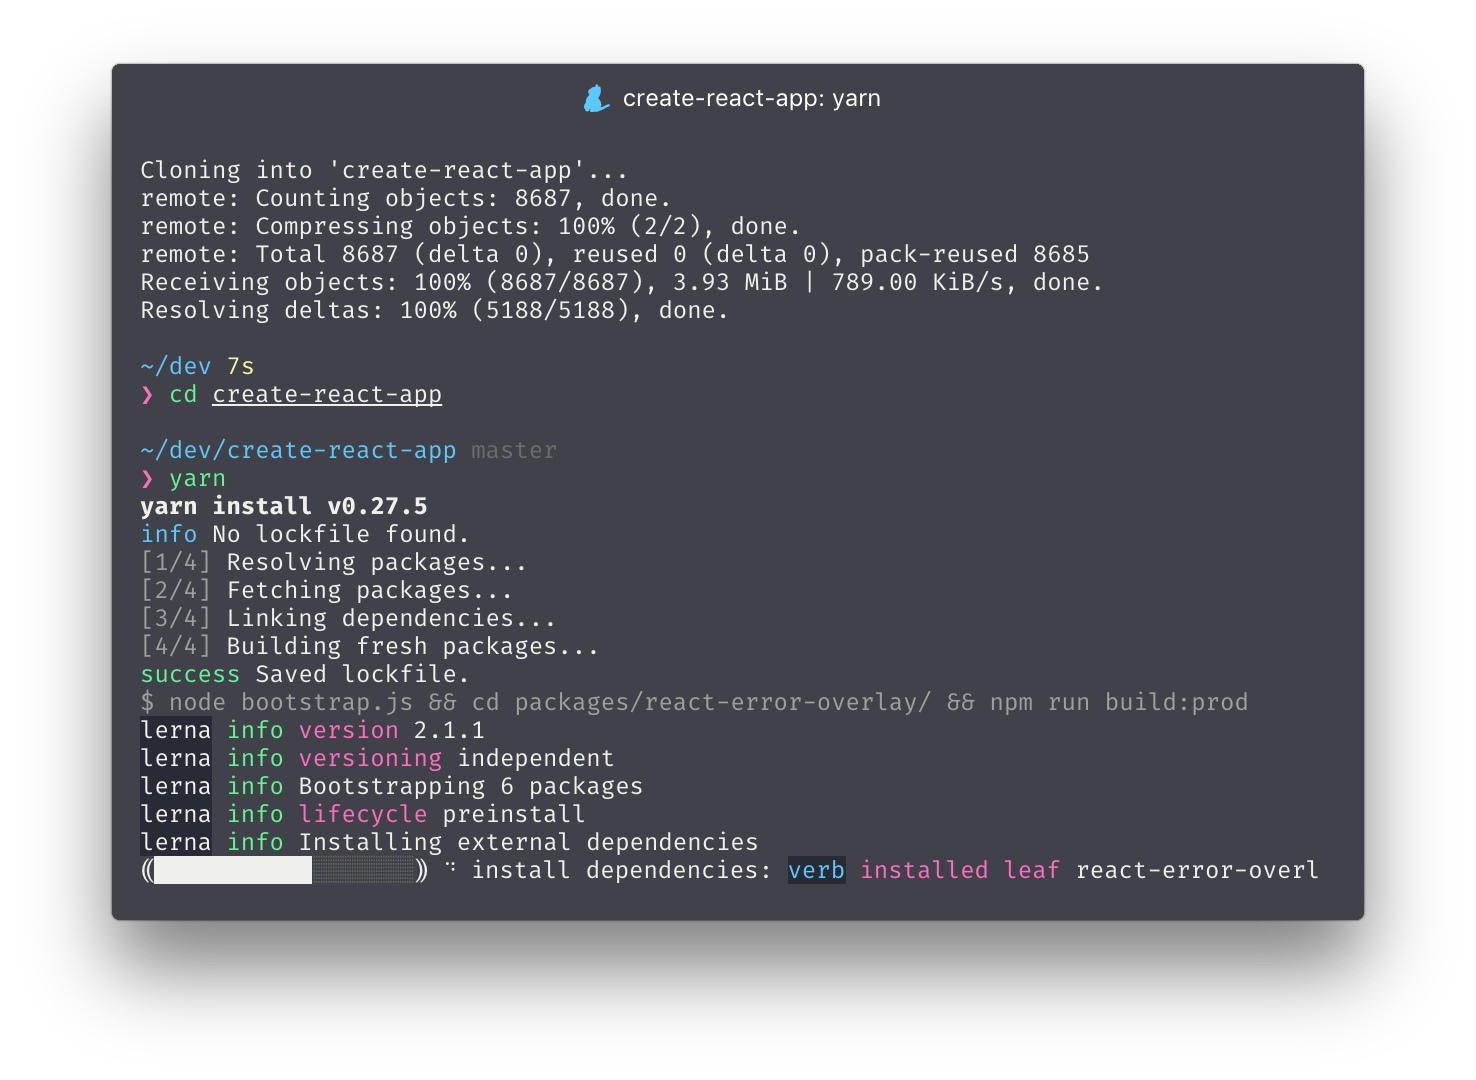 create-react-app: yarn
Cloning into 'create-react-app'...
remote: Counting objects: 8687, done.
remote: Compressing objects: 100% (2/2), done.
remote: Total 8687 (delta 0), reused 0 (delta 0), pack-reused 8685
Receiving objects: 100% (8687/8687), 3.93 MiB | 789.00 KiB/s, done.
Resolving deltas: 100% (5188/5188), done.
~/dev 7s
❯ cd create-react-app
~/dev/create-react-app master
❯ yarn
yarn install v0.27.5
info No lockfile found.
[1/4] Resolving packages...
[2/4] Fetching packages...
[3/4] Linking dependencies...
[4/4] Building fresh packages...
success Saved lockfile.
$ node bootstrap.js && cd packages/react-error-overlay/ && npm run build:prod
lerna info version 2.1.1
lerna info versioning independent
lerna info Bootstrapping 6 packages
lerna info lifecycle preinstall
lerna info Installing external dependencies
⸨█████████░░░░░░░⸩ ⠙ install dependencies: verb installed leaf react-error-overl